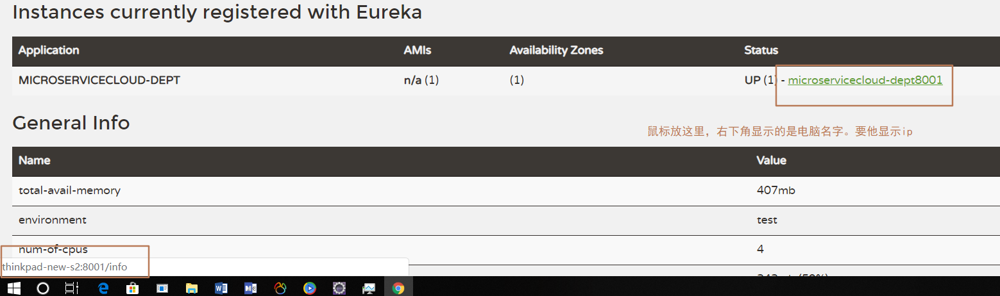 Instances currently registered with Eureka
Application AMIs Availability Zones Status
MICROSERVICECLOUD-DEPT n/a (1) (1) UP (1) - microservicecloud-dept8001
General Info
鼠标放这里，右下角显示的是电脑名字。要他显示ip
Name Value
total-avail-memory 407mb
environment test
num-of-cpus 4
thinkpad-new-s2:8001/info